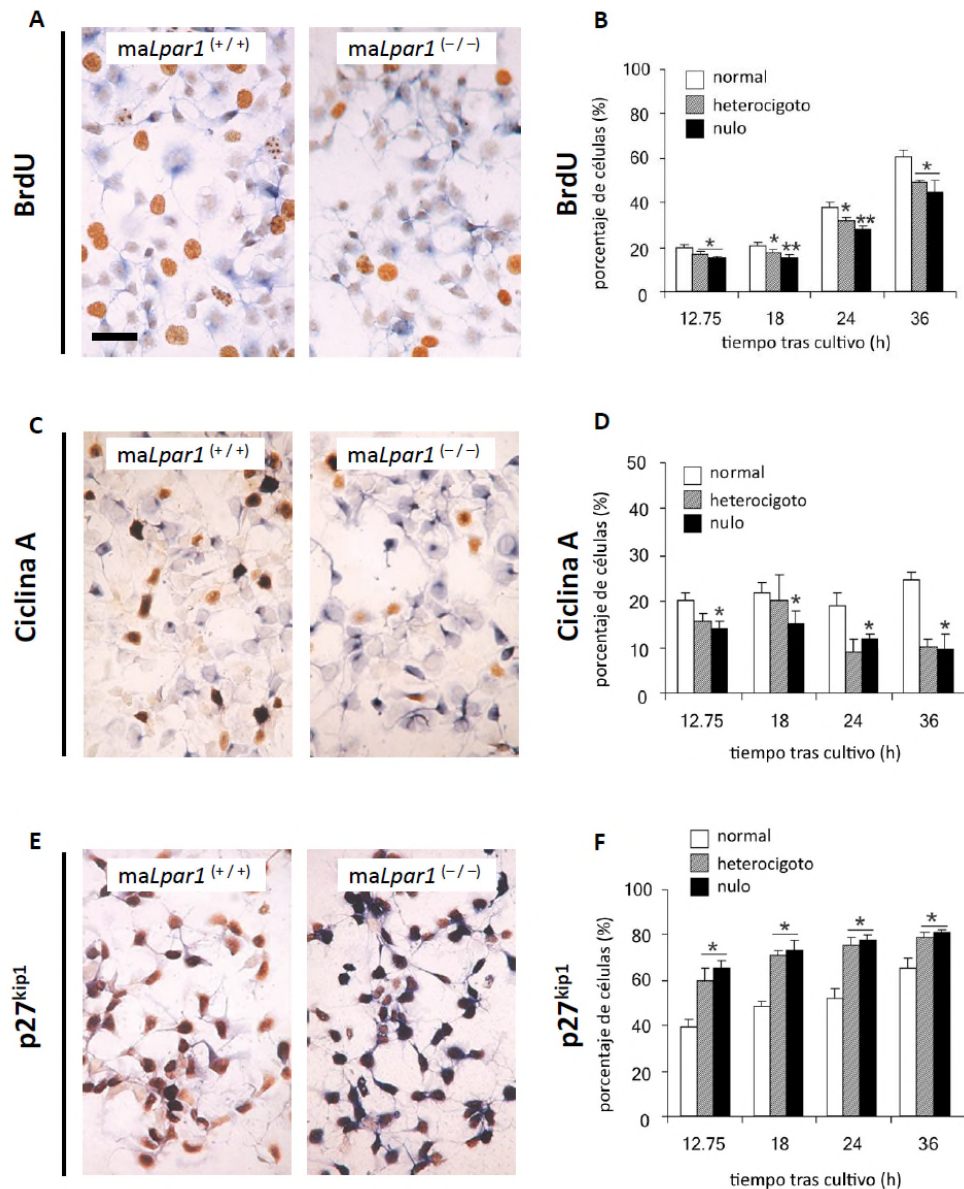 A
maLpar1 (+/+)
maLpar1 (−/−)
BrdU
B
normal
heterocigoto
nulo
BrdU
porcentaje de células (%)
100
80
60
40
20
0
*
* **
* **
*
12.75 18 24 36
tiempo tras cultivo (h)
C
maLpar1 (+/+)
maLpar1 (−/−)
Ciclina A
D
normal
heterocigoto
nulo
Ciclina A
porcentaje de células (%)
50
40
30
20
10
0
*
*
*
*
12.75 18 24 36
tiempo tras cultivo (h)
E
maLpar1 (+/+)
maLpar1 (−/−)
p27kip1
F
normal
heterocigoto
nulo
p27kip1
porcentaje de células (%)
100
80
60
40
20
0
*
*
*
*
12.75 18 24 36
tiempo tras cultivo (h)